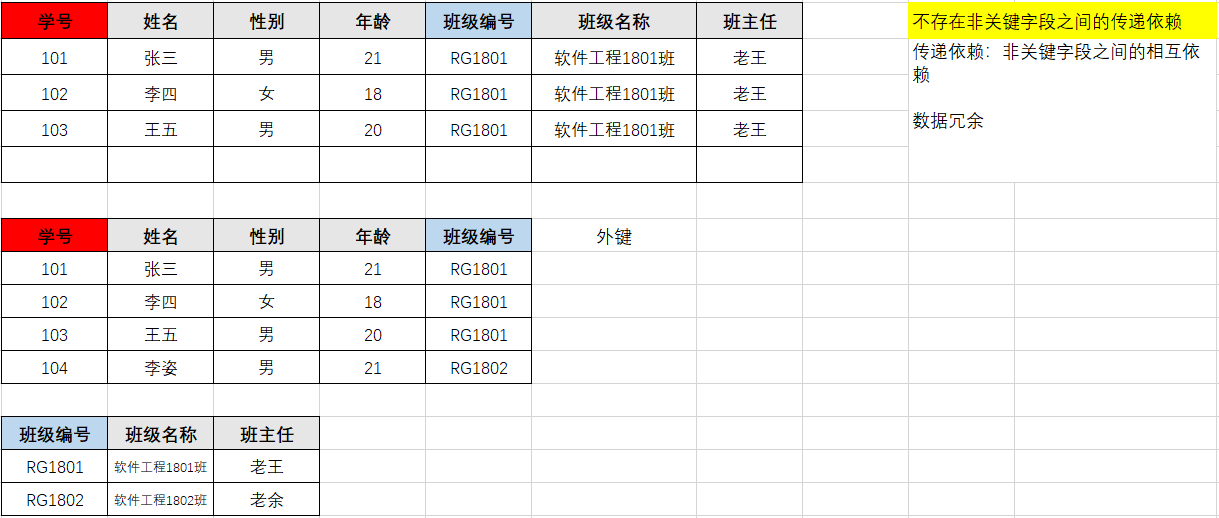 学号 姓名 性别 年龄 班级编号 班级名称 班主任 不存在非关键字段之间的传递依赖
101 张三 男 21 RG1801 软件工程1801班 老王 传递依赖：非关键字段之间的相互依
赖
102 李四 女 18 RG1801 软件工程1801班 老王
103 王五 男 20 RG1801 软件工程1801班 老王 数据冗余
学号 姓名 性别 年龄 班级编号 外键
101 张三 男 21 RG1801
102 李四 女 18 RG1801
103 王五 男 20 RG1801
104 李姿 男 21 RG1802
班级编号 班级名称 班主任
RG1801 软件工程1801班 老王
RG1802 软件工程1802班 老余